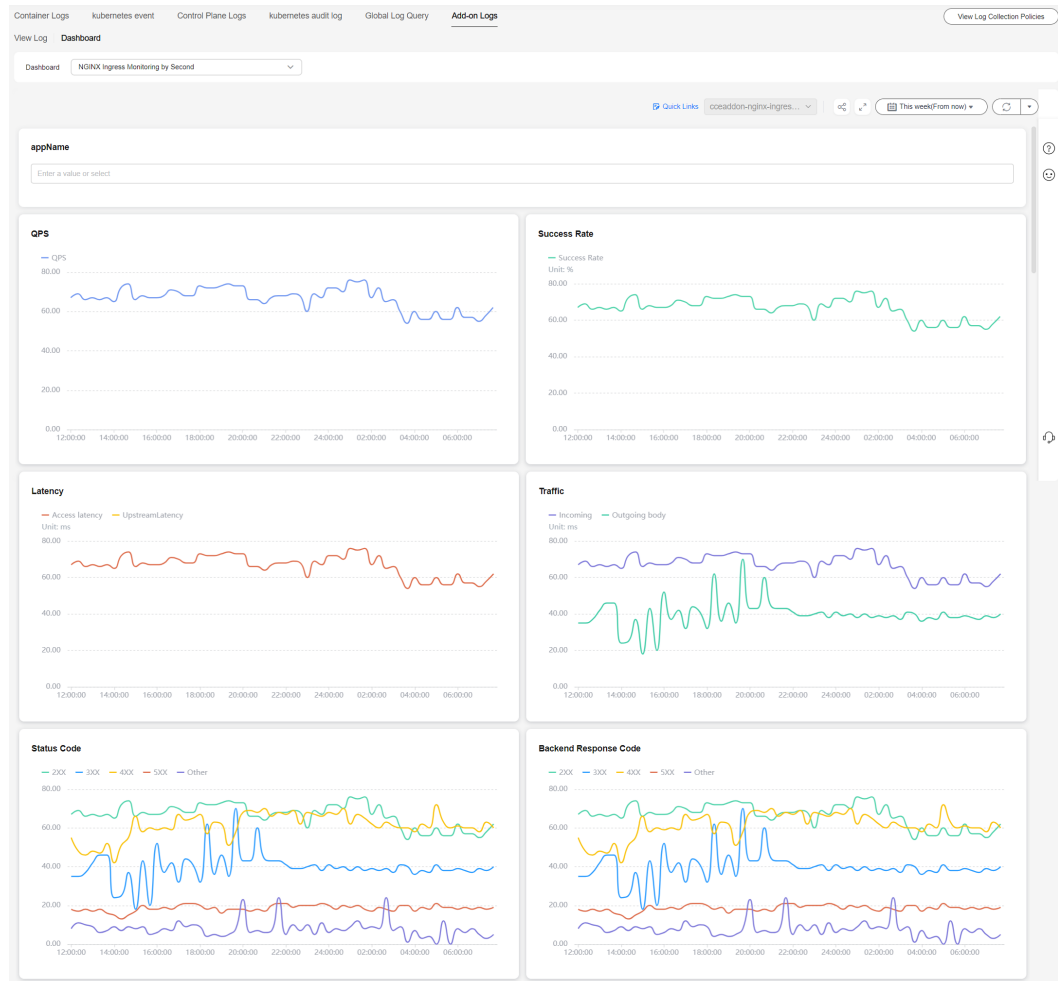 Container Logs kubernetes event Control Plane Logs kubernetes audit log Global Log Query Add-on Logs View Log Collection Policies
View Log Dashboard
Dashboard NGINX Ingress Monitoring by Second
Quick Links cceaddon-nginx-ingres... This week(From now)
appName
Enter a value or select
QPS
QPS
80.00
60.00
40.00
20.00
0.00
12:00:00 14:00:00 16:00:00 18:00:00 20:00:00 22:00:00 24:00:00 02:00:00 04:00:00 06:00:00
Success Rate
Success Rate
Unit: %
80.00
60.00
40.00
20.00
0.00
12:00:00 14:00:00 16:00:00 18:00:00 20:00:00 22:00:00 24:00:00 02:00:00 04:00:00 06:00:00
Latency
Access latency UpstreamLatency
Unit: ms
80.00
60.00
40.00
20.00
0.00
12:00:00 14:00:00 16:00:00 18:00:00 20:00:00 22:00:00 24:00:00 02:00:00 04:00:00 06:00:00
Traffic
Incoming Outgoing body
Unit: ms
80.00
60.00
40.00
20.00
0.00
12:00:00 14:00:00 16:00:00 18:00:00 20:00:00 22:00:00 24:00:00 02:00:00 04:00:00 06:00:00
Status Code
2XX 3XX 4XX 5XX Other
80.00
60.00
40.00
20.00
0.00
12:00:00 14:00:00 16:00:00 18:00:00 20:00:00 22:00:00 24:00:00 02:00:00 04:00:00 06:00:00
Backend Response Code
2XX 3XX 4XX 5XX Other
80.00
60.00
40.00
20.00
0.00
12:00:00 14:00:00 16:00:00 18:00:00 20:00:00 22:00:00 24:00:00 02:00:00 04:00:00 06:00:00